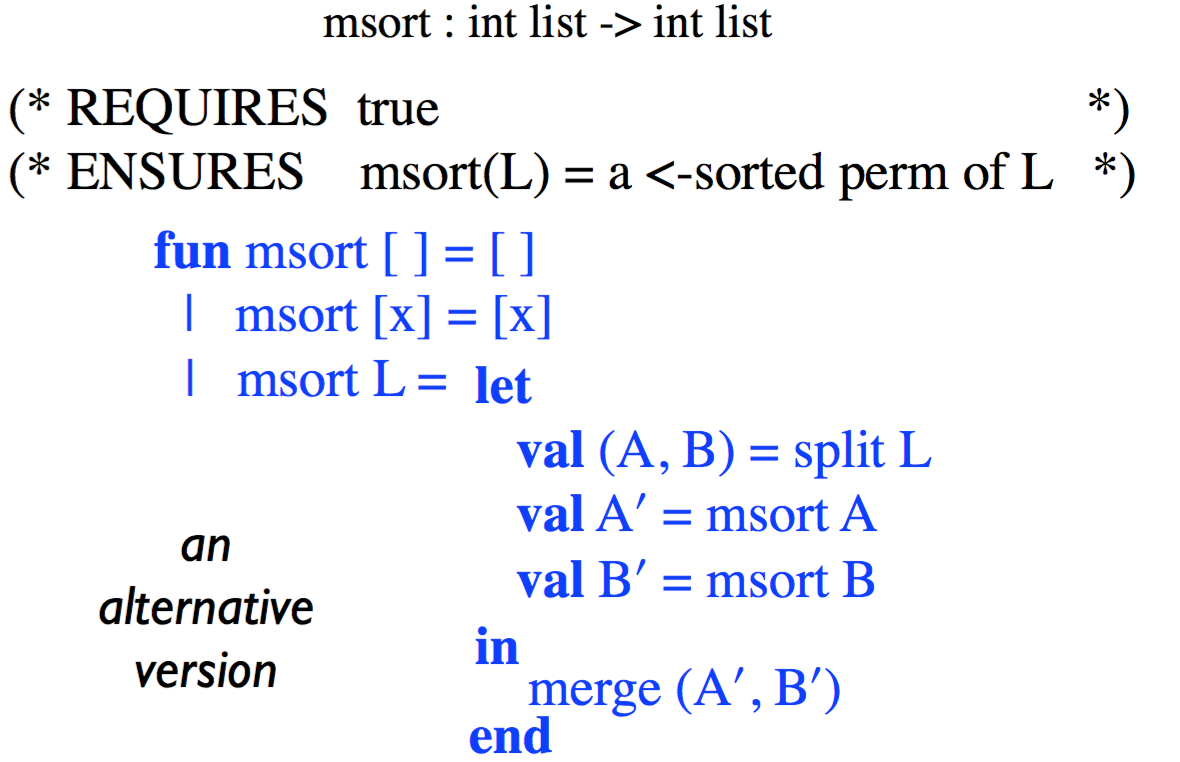 msort : int list -> int list
(* REQUIRES true *)
(* ENSURES msort(L) = a <-sorted perm of L *)
fun msort [ ] = [ ]
| msort [x] = [x]
| msort L = let
val (A, B) = split L
val A′ = msort A
val B′ = msort B
in
merge (A′, B′)
end
an
alternative
version